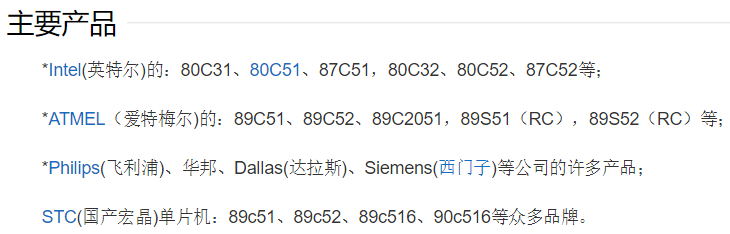 主要产品
*Intel(英特尔)的：80C31、80C51、87C51，80C32、80C52、87C52等；
*ATMEL（爱特梅尔)的：89C51、89C52、89C2051，89S51（RC），89S52（RC）等；
*Philips(飞利浦)、华邦、Dallas(达拉斯)、Siemens(西门子)等公司的许多产品；
STC(国产宏晶)单片机：89c51、89c52、89c516、90c516等众多品牌。